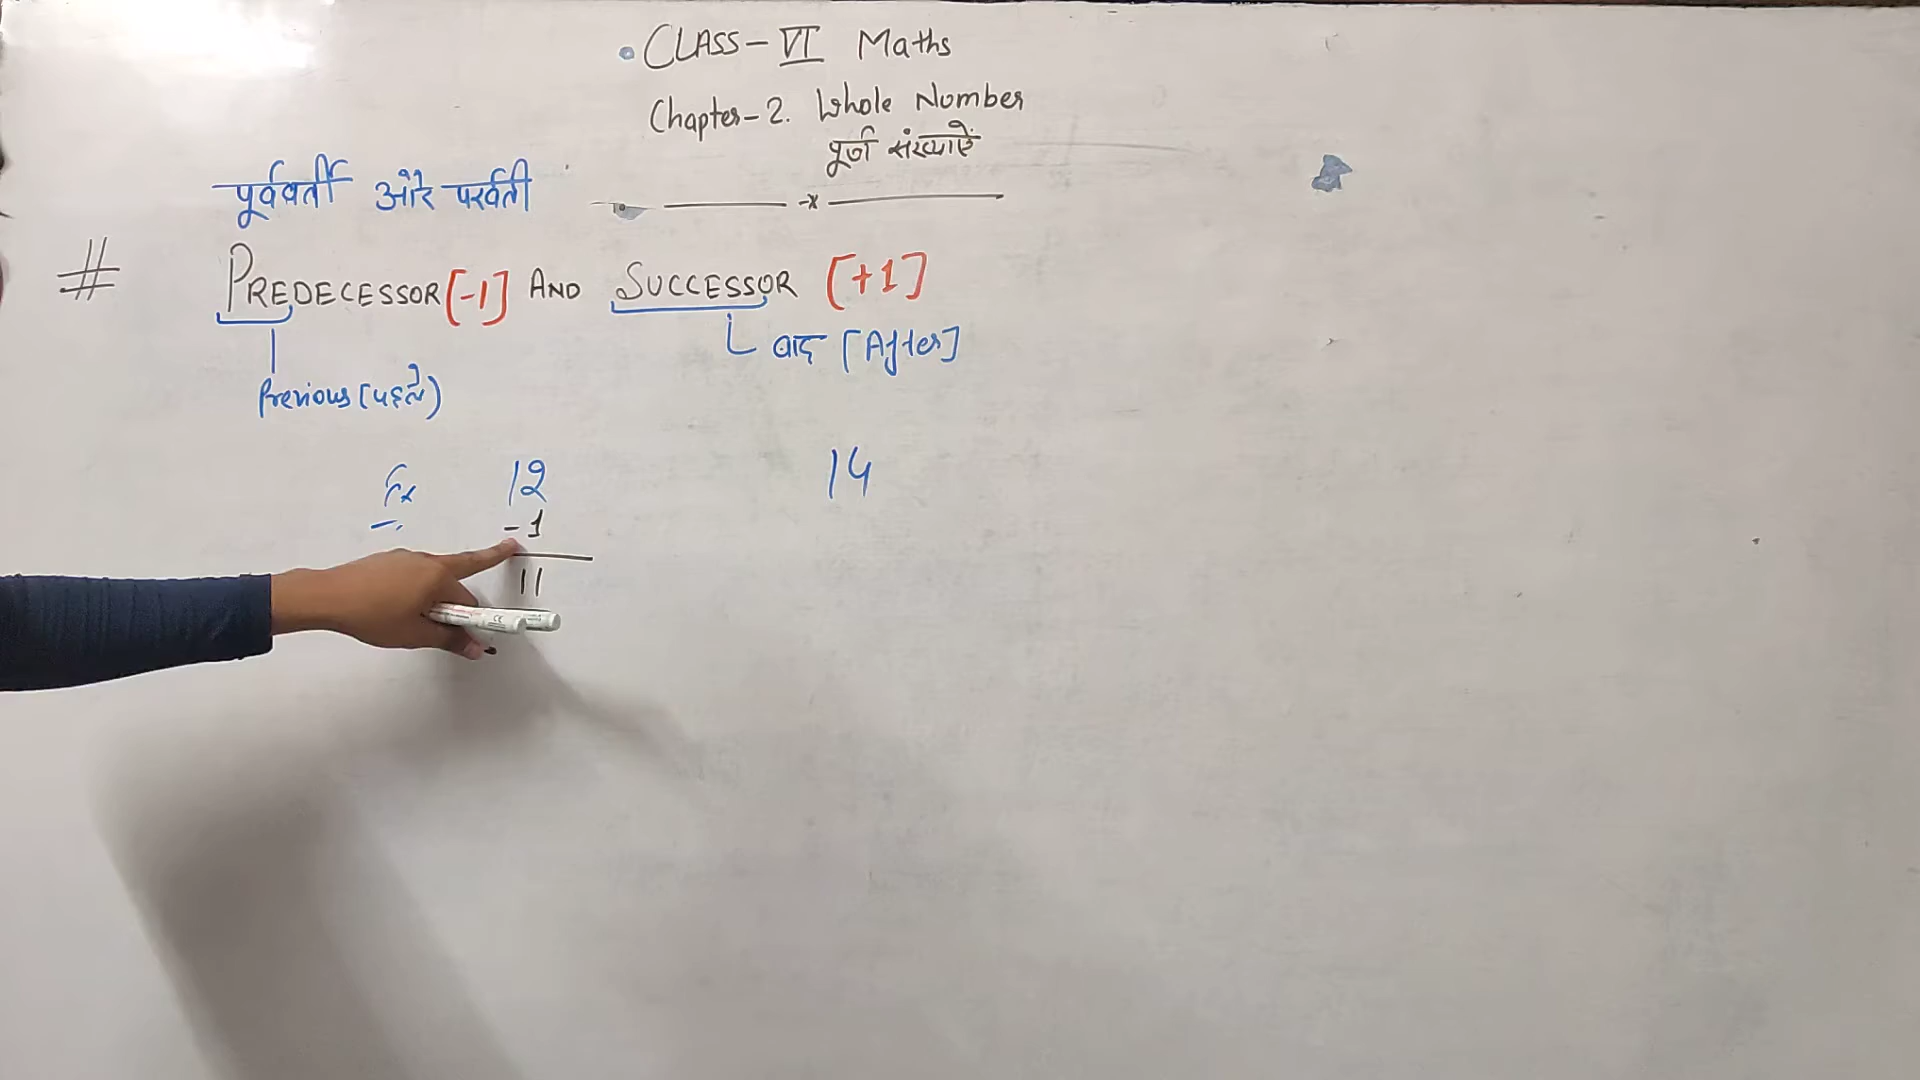 • CLASS-VI Maths
Chapter-2. Whole Number
पूर्ण संख्याऐं
पूर्ववर्ती और परवर्ती
# PREDECESSOR [-1] AND SUCCESSOR [+1]
बाद [After]
Previous (पहले)
Ex 12 14
-1
11